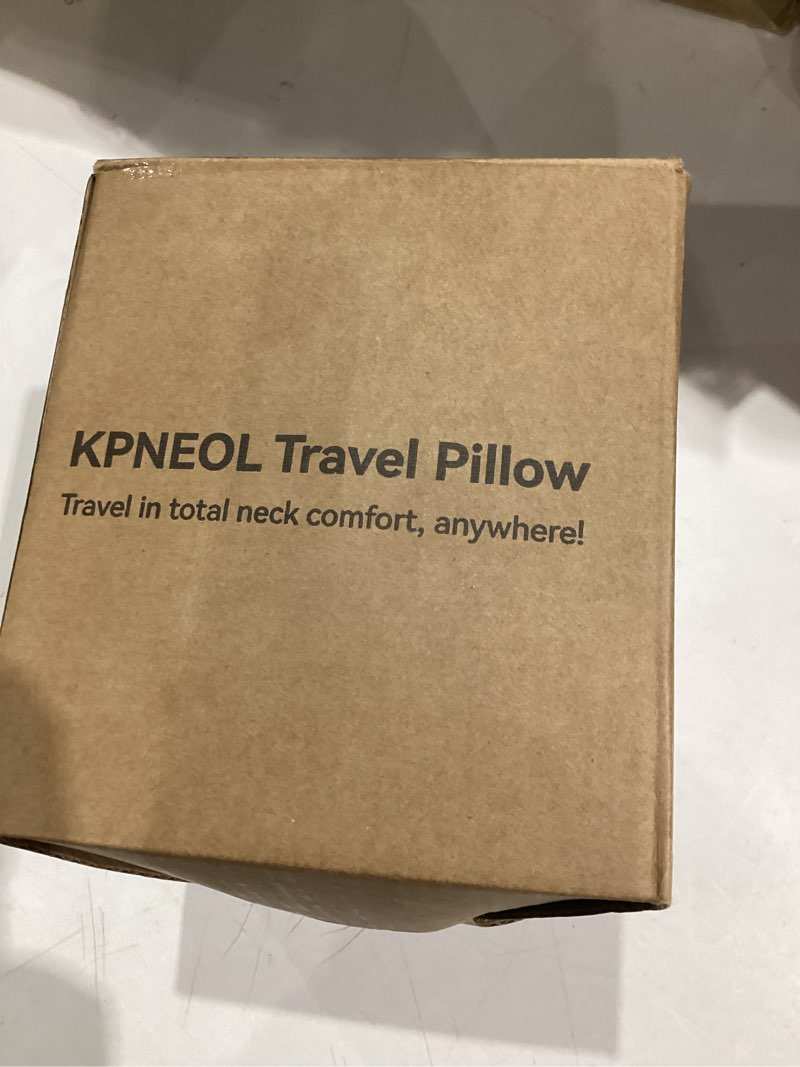 KPNEOL Travel Pillow
Travel in total neck comfort, anywhere!